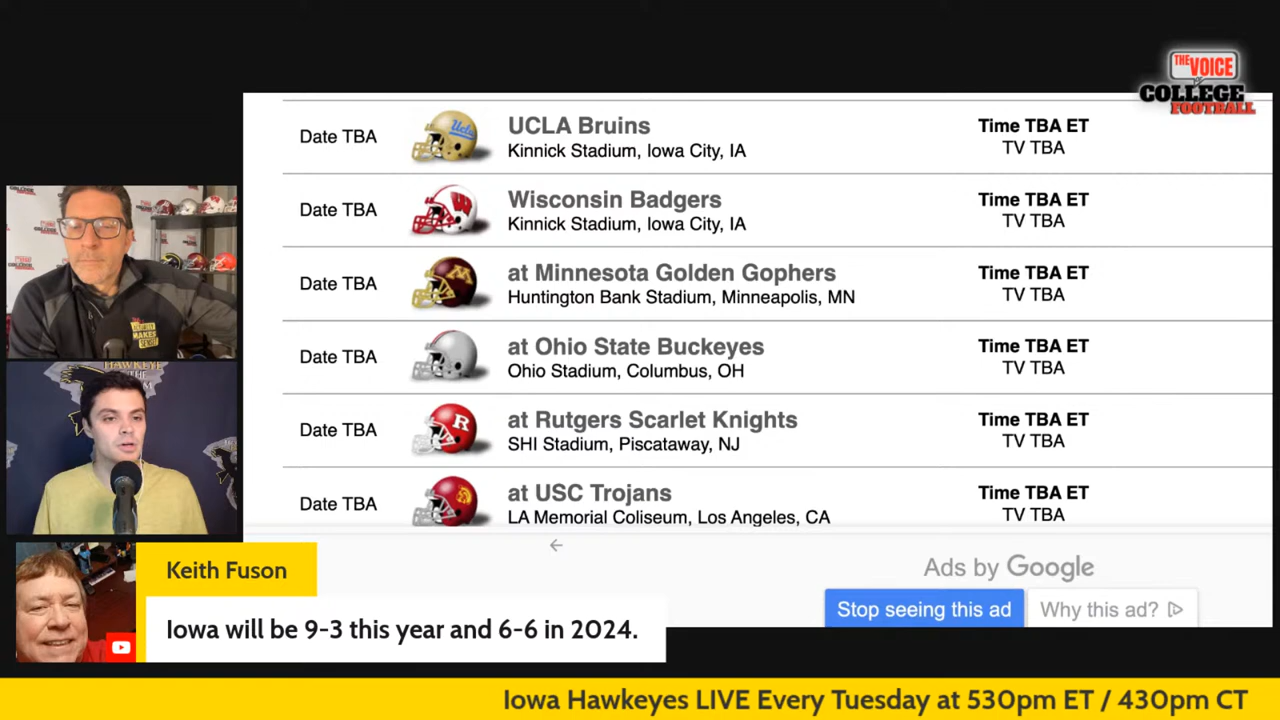 THE VOICE
of
COLLEGE
FOOTBALL
Date TBA
UCLA Bruins
Kinnick Stadium, Iowa City, IA
Time TBA ET
TV TBA
Date TBA
Wisconsin Badgers
Kinnick Stadium, Iowa City, IA
Time TBA ET
TV TBA
Date TBA
at Minnesota Golden Gophers
Huntington Bank Stadium, Minneapolis, MN
Time TBA ET
TV TBA
Date TBA
at Ohio State Buckeyes
Ohio Stadium, Columbus, OH
Time TBA ET
TV TBA
Date TBA
at Rutgers Scarlet Knights
SHI Stadium, Piscataway, NJ
Time TBA ET
TV TBA
Date TBA
at USC Trojans
LA Memorial Coliseum, Los Angeles, CA
Time TBA ET
TV TBA
Ads by Google
Stop seeing this ad
Why this ad?
MAKES
HAWKEYE
THE
Keith Fuson
Iowa will be 9-3 this year and 6-6 in 2024.
Iowa Hawkeyes LIVE Every Tuesday at 530pm ET / 430pm CT